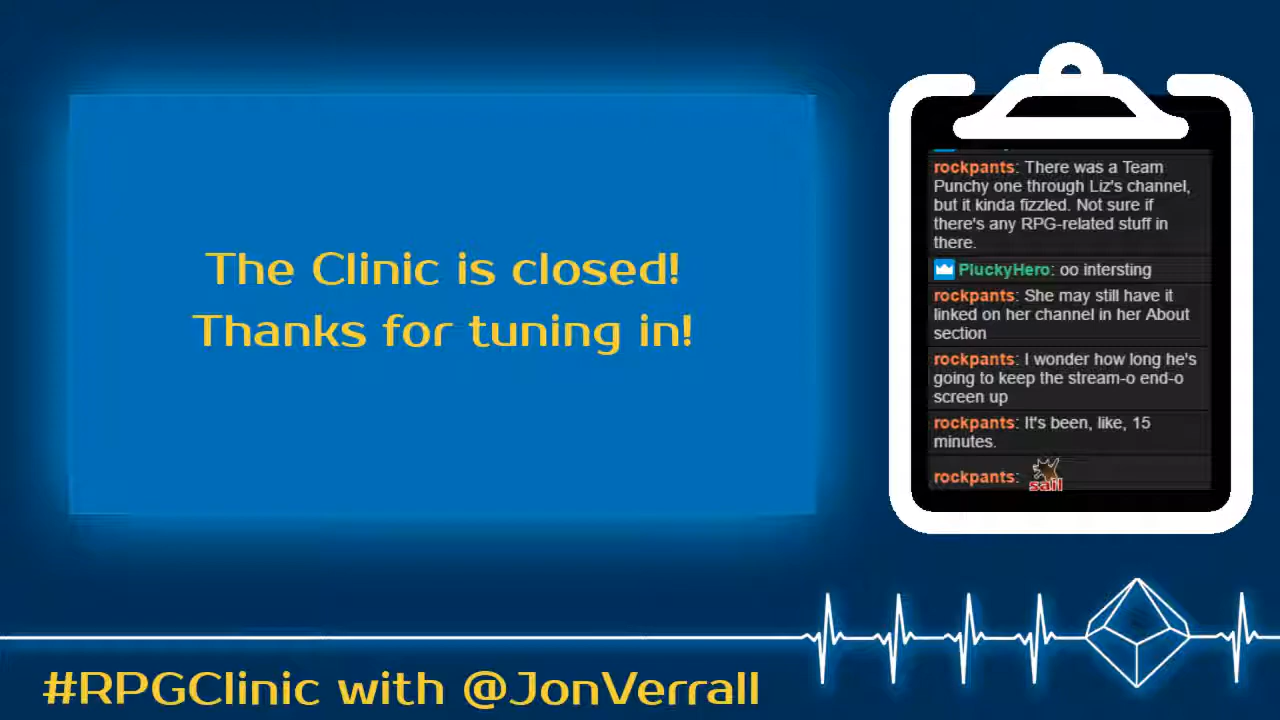 The Clinic is closed!
Thanks for tuning in!
rockpants: There was a Team
Punchy one through Liz's channel,
but it kinda fizzled. Not sure if
there's any RPG-related stuff in
there.
PluckyHero: oo intersting
rockpants: She may still have it
linked on her channel in her About
section
rockpants: I wonder how long he's
going to keep the stream-o end-o
screen up
rockpants: It's been, like, 15
minutes.
rockpants:
sail
#RPGClinic with @JonVerrall